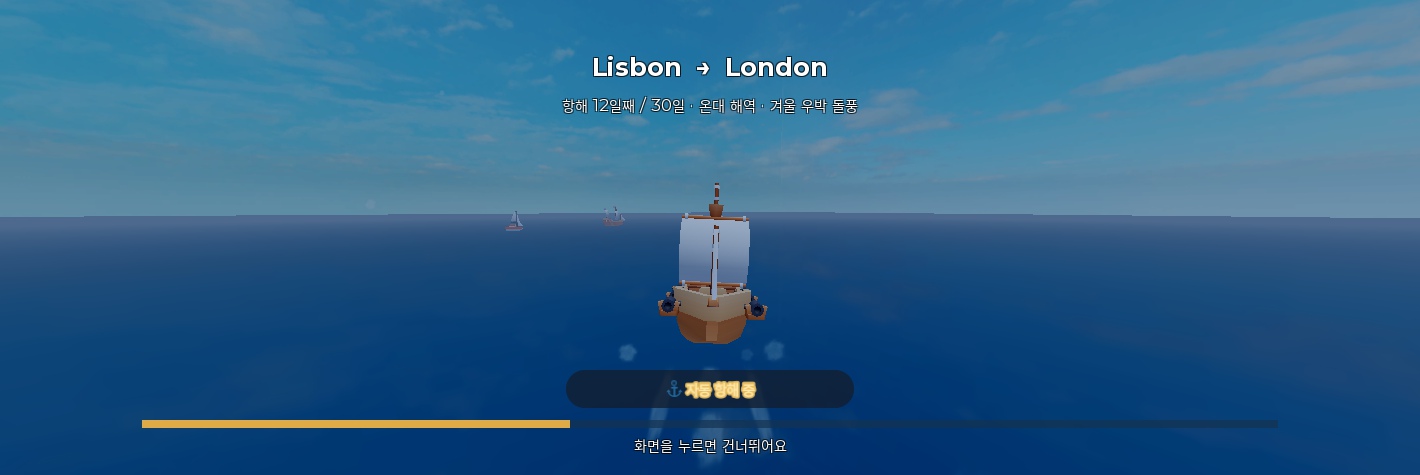 Lisbon → London
항해 12일째 / 30일 · 온대 해역 · 겨울 우박 돌풍
⚓ 자동 항해 중
화면을 누르면 건너뛰어요